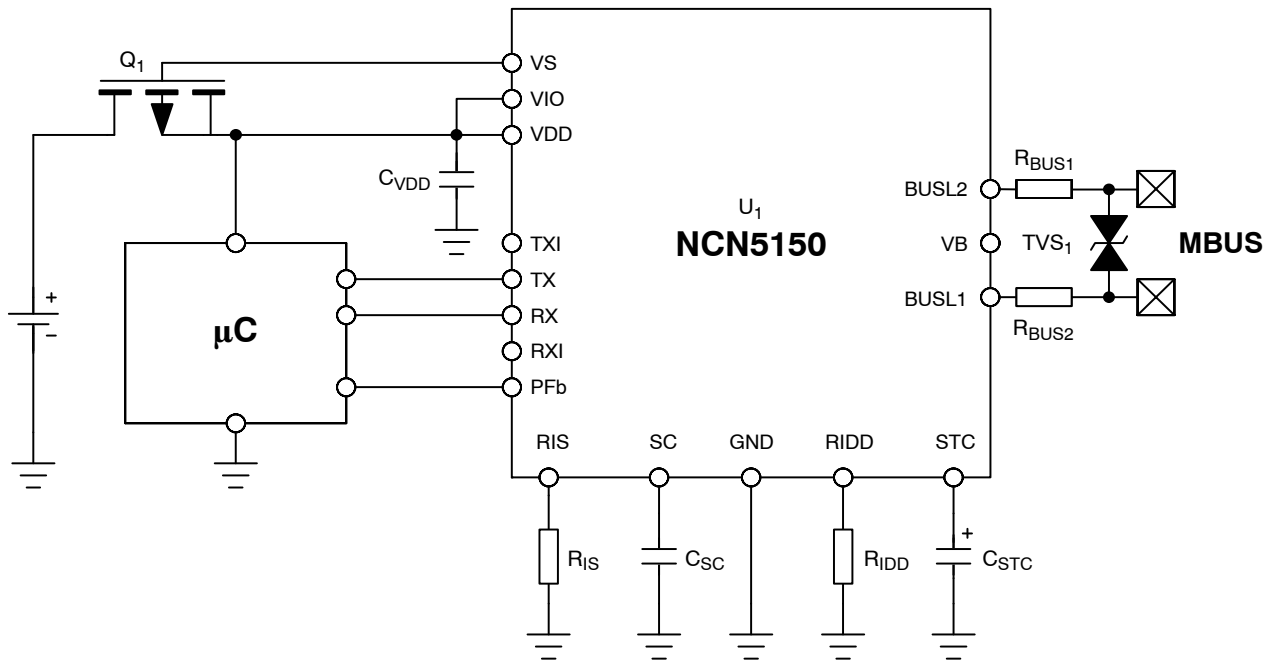 Q1
VS
VIO
VDD
CVDD
RBUS1
BUSL2
U1
NCN5150
VB
TVS1
MBUS
TXI
TX
BUSL1
RX
RBUS2
+
−
μC
RXI
PFb
RIS
SC
GND
RIDD
STC
+
RIS
CSC
RIDD
CSTC